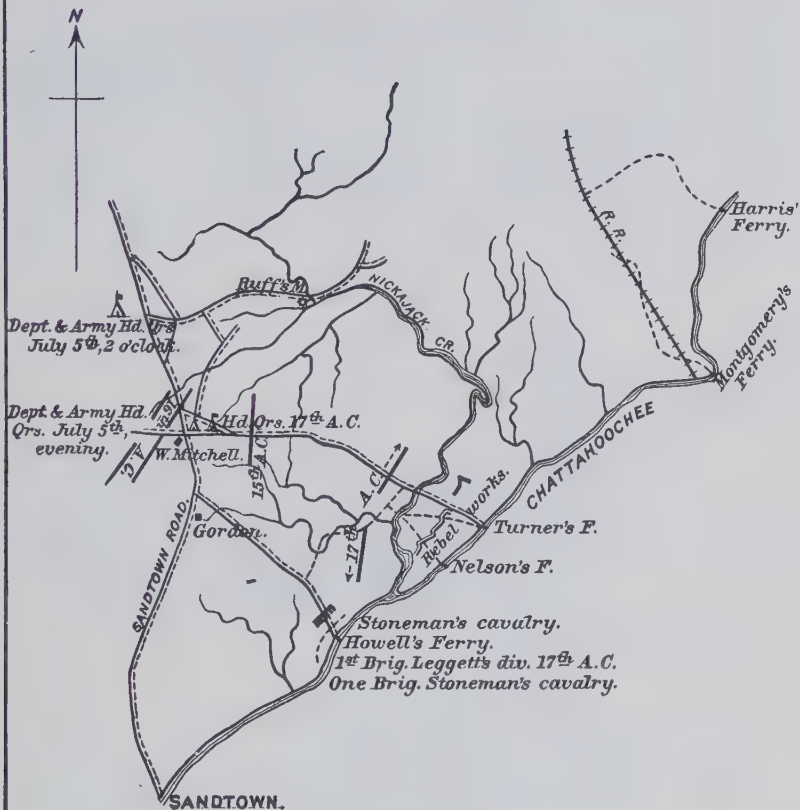 N
Harris'
Ferry.
R. R.
Ruff's M.
NICKAJACK CR.
Dept. & Army Hd. Qrs
July 5th, 2 o'clock.
Montgomery's
Ferry.
Dept. & Army Hd.
Qrs. July 5th,
evening.
16th
A. C.
Hd. Qrs. 17th A.C.
W. Mitchell.
15th A.C.
CHATTAHOOCHEE
17th A.C.
Rebel works.
Turner's F.
Gordon.
Nelson's F.
SANDTOWN ROAD.
Stoneman's cavalry.
Howell's Ferry.
1st Brig. Leggett's div. 17th A.C.
One Brig. Stoneman's cavalry.
SANDTOWN.